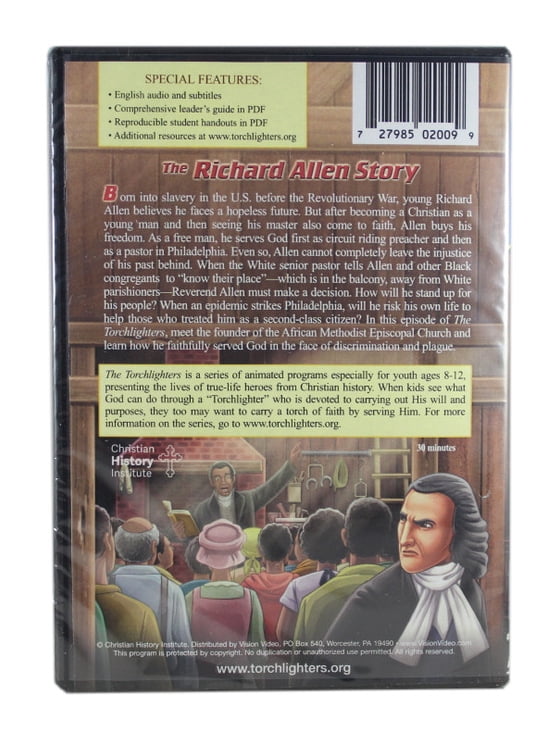 SPECIAL FEATURES:
• English audio and subtitles
• Comprehensive leader's guide in PDF
• Reproducible student handouts in PDF
• Additional resources at www.torchlighters.org
7 27985 02009 9
The Richard Allen Story
Born into slavery in the U.S. before the Revolutionary War, young Richard
Allen believes he faces a hopeless future. But after becoming a Christian as a
young man and then seeing his master also come to faith, Allen buys his
freedom. As a free man, he serves God first as circuit riding preacher and then
as a pastor in Philadelphia. Even so, Allen cannot completely leave the injustice
of his past behind. When the White senior pastor tells Allen and other Black
congregants to “know their place”—which is in the balcony, away from White
parishioners—Reverend Allen must make a decision. How will he stand up for
his people? When an epidemic strikes Philadelphia, will he risk his own life to
help those who treated him as a second-class citizen? In this episode of The
Torchlighters, meet the founder of the African Methodist Episcopal Church and
learn how he faithfully served God in the face of discrimination and plague.
The Torchlighters is a series of animated programs especially for youth ages 8-12,
presenting the lives of true-life heroes from Christian history. When kids see what
God can do through a “Torchlighter” who is devoted to carrying out His will and
purposes, they too may want to carry a torch of faith by serving Him. For more
information on the series, go to www.torchlighters.org.
Christian
History
Institute
30 minutes
© Christian History Institute. Distributed by Vision Video, PO Box 540, Worcester, PA 19490 • www.VisionVideo.com
This program is protected by copyright. No duplication or unauthorized use permitted. All rights reserved.
www.torchlighters.org